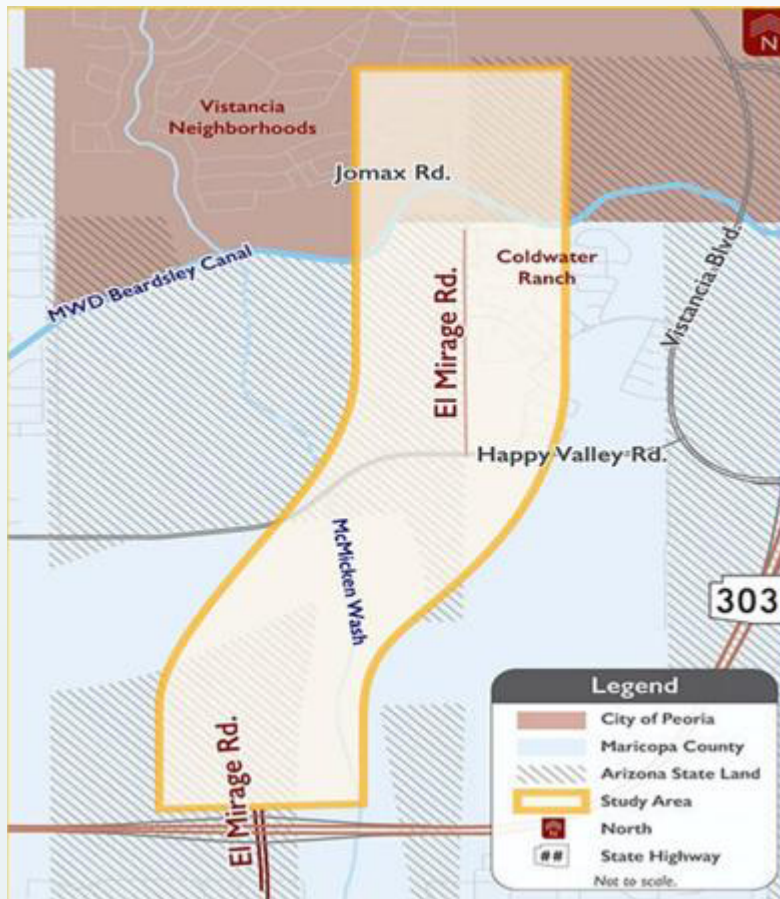 N
Vistancia
Neighborhoods
Jomax Rd.
MWD Beardsley Canal
El Mirage Rd.
Coldwater
Ranch
Vistancia Blvd.
Happy Valley Rd.
McMicken Wash
303
El Mirage Rd.
Legend
City of Peoria
Maricopa County
Arizona State Land
Study Area
N
North
##
State Highway
Not to scale.